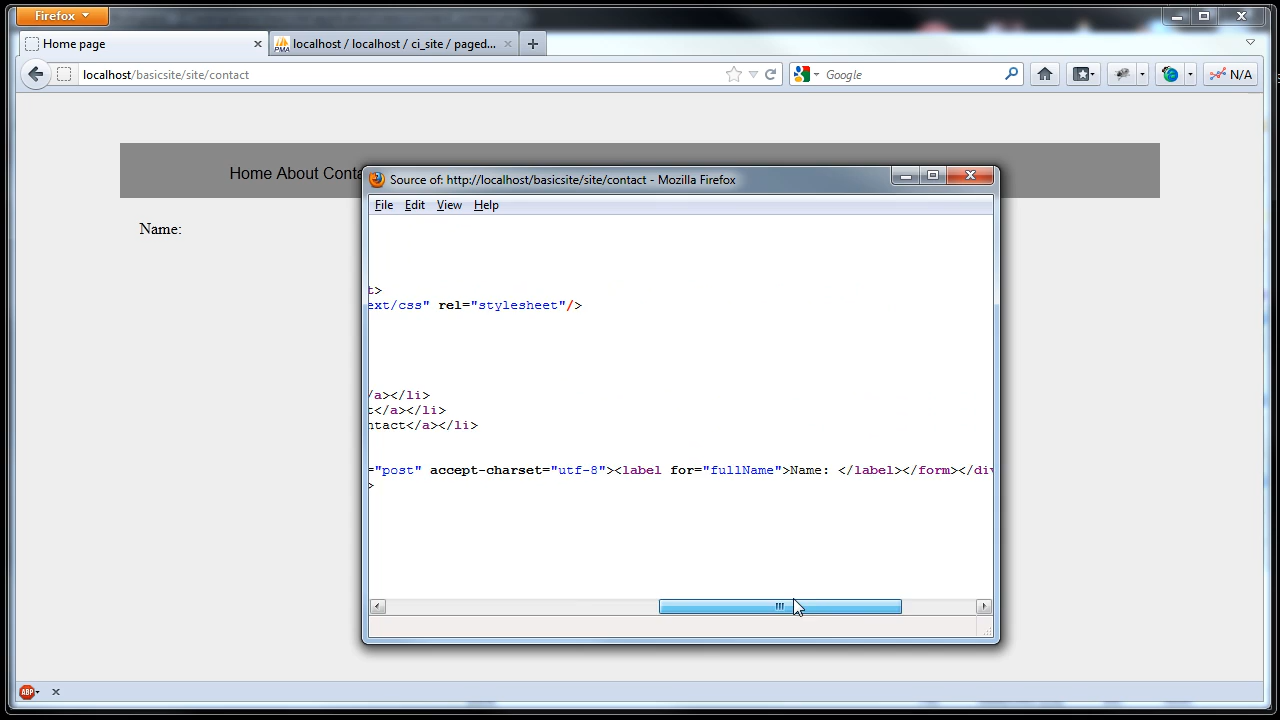 Firefox
Home page
localhost / localhost / ci_site / paged...
localhost/basicsite/site/contact
Google
N/A
Home About Conta
Name:
Source of: http://localhost/basicsite/site/contact - Mozilla Firefox
File Edit View Help
t>
ext/css" rel="stylesheet"/>
/a></li>
t</a></li>
ntact</a></li>
="post" accept-charset="utf-8"><label for="fullName">Name: </label></form></div
>
ABP